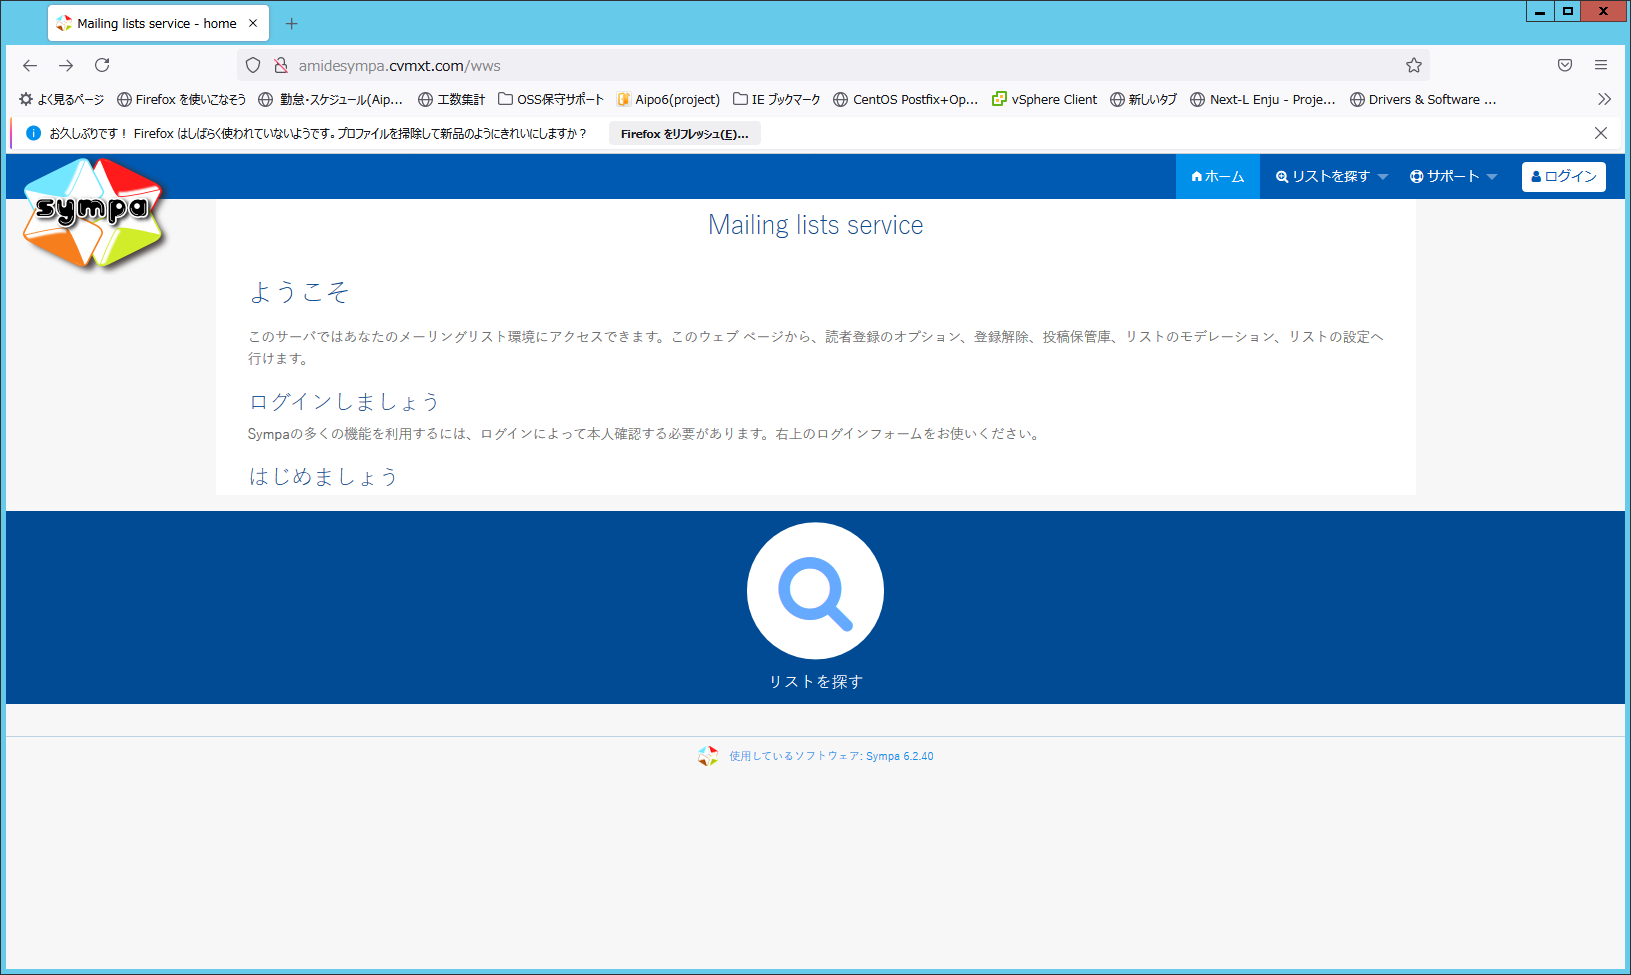 Mailing lists service - home
amidesympa.cvmxt.com/wws
よく見るページ Firefox を使いこなそう 勤怠・スケジュール(Aip... 工数集計 OSS保守サポート Aipo6(project) IE ブックマーク CentOS Postfix+Op... vSphere Client 新しいタブ Next-L Enju - Proje... Drivers & Software ...
お久しぶりです！ Firefox はしばらく使われていないようです。プロファイルを掃除して新品のようにきれいにしますか？ Firefox をリフレッシュ(E)...
sympa
ホーム リストを探す サポート ログイン
Mailing lists service
ようこそ
このサーバではあなたのメーリングリスト環境にアクセスできます。このウェブ ページから、読者登録のオプション、登録解除、投稿保管庫、リストのモデレーション、リストの設定へ
行けます。
ログインしましょう
Sympaの多くの機能を利用するには、ログインによって本人確認する必要があります。右上のログインフォームをお使いください。
はじめましょう
リストを探す
使用しているソフトウェア: Sympa 6.2.40